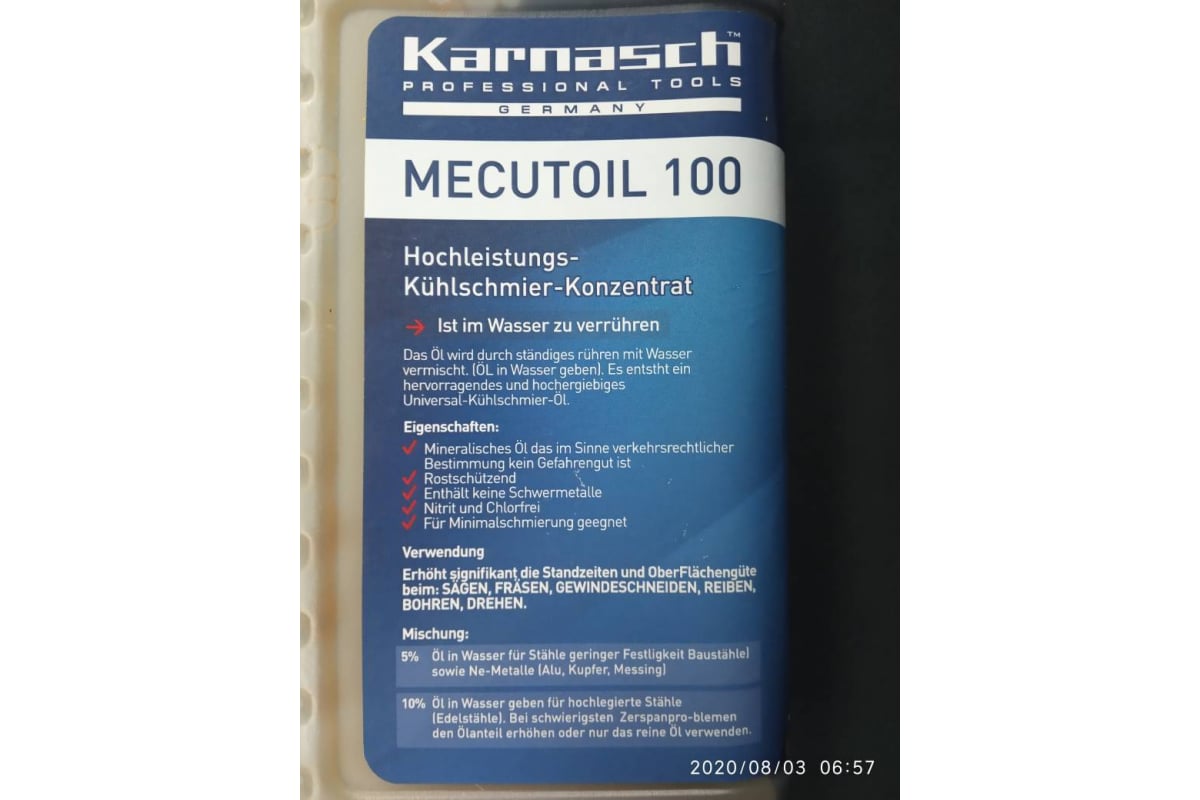 Karnasch™
PROFESSIONAL TOOLS
GERMANY
MECUTOIL 100
Hochleistungs-
Kühlschmier-Konzentrat
→ Ist im Wasser zu verrühren
Das Öl wird durch ständiges rühren mit Wasser
vermischt. (ÖL in Wasser geben). Es entstht ein
hervorragendes und hochergiebiges
Universal-Kühlschmier-Öl.
Eigenschaften:
✓ Mineralisches Öl das im Sinne verkehrsrechtlicher
Bestimmung kein Gefahrengut ist
✓ Rostschützend
✓ Enthält keine Schwermetalle
✓ Nitrit und Chlorfrei
✓ Für Minimalschmierung geegnet
Verwendung
Erhöht signifikant die Standzeiten und OberFlächengüte
beim: SÄGEN, FRÄSEN, GEWINDESCHNEIDEN, REIBEN,
BOHREN, DREHEN.
Mischung:
5% Öl in Wasser für Stähle geringer Festligkeit Baustähle)
sowie Ne-Metalle (Alu, Kupfer, Messing)
10% Öl in Wasser geben für hochlegierte Stähle
(Edelstähle). Bei schwierigsten Zerspanpro-blemen
den Ölanteil erhöhen oder nur das reine Öl verwenden.
2020/08/03 06:57